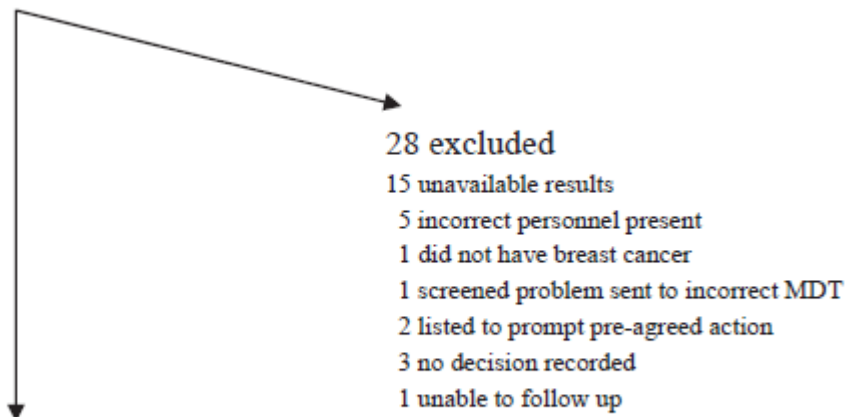 28 excluded
15 unavailable results
5 incorrect personnel present
1 did not have breast cancer
1 screened problem sent to incorrect MDT
2 listed to prompt pre-agreed action
3 no decision recorded
1 unable to follow up